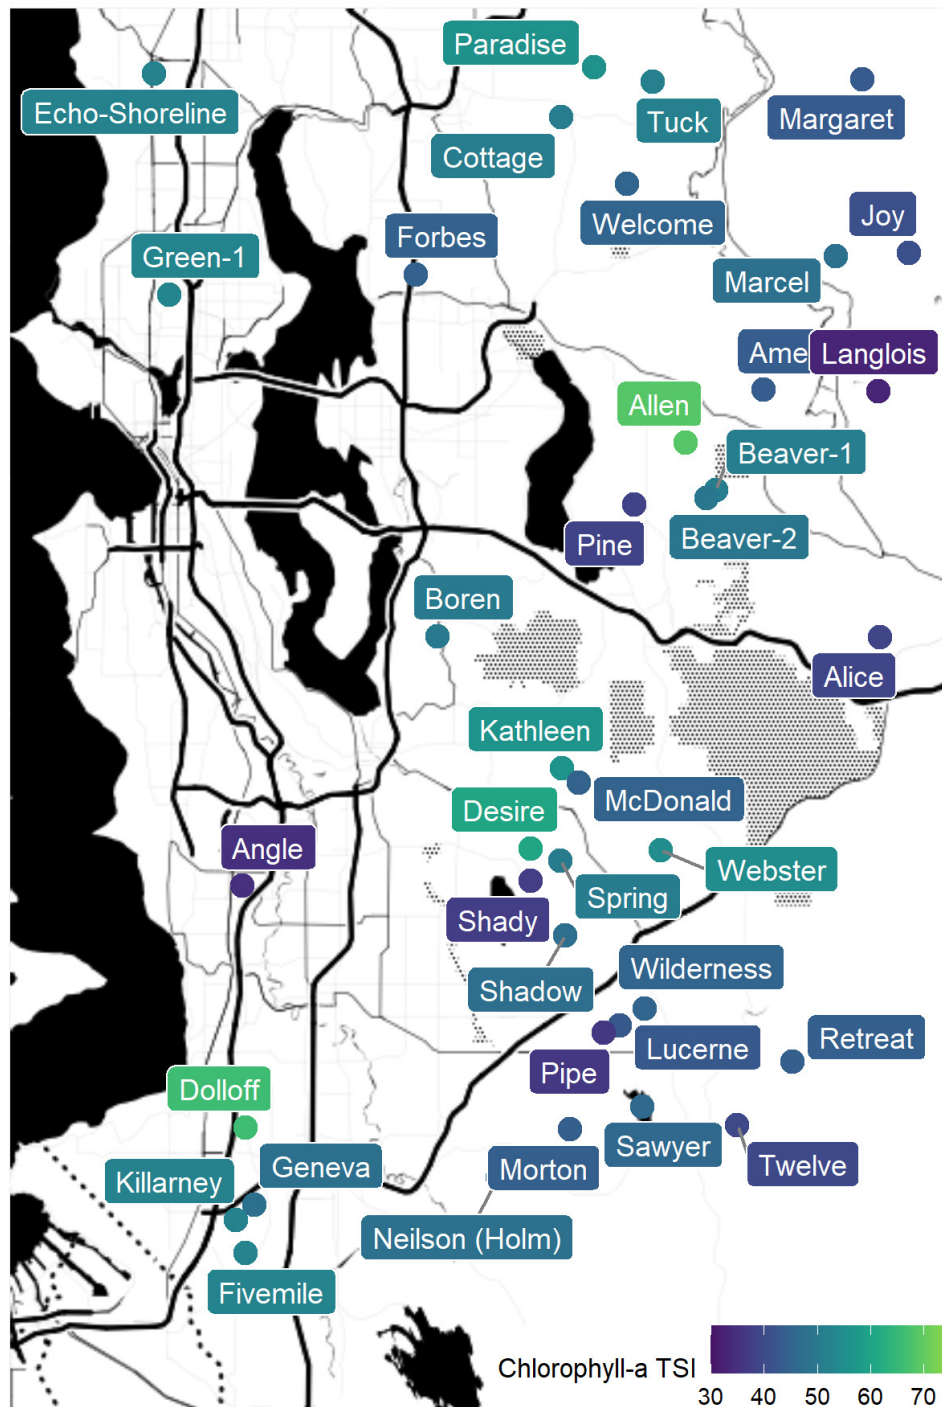 Paradise
Echo-Shoreline
Tuck
Margaret
Cottage
Welcome
Joy
Forbes
Green-1
Marcel
Ame
Langlois
Allen
Beaver-1
Pine
Beaver-2
Boren
Alice
Kathleen
McDonald
Desire
Angle
Webster
Spring
Shady
Wilderness
Shadow
Retreat
Lucerne
Pipe
Dolloff
Sawyer
Geneva
Morton
Twelve
Killarney
Neilson (Holm)
Fivemile
Chlorophyll-a TSI
30 40 50 60 70